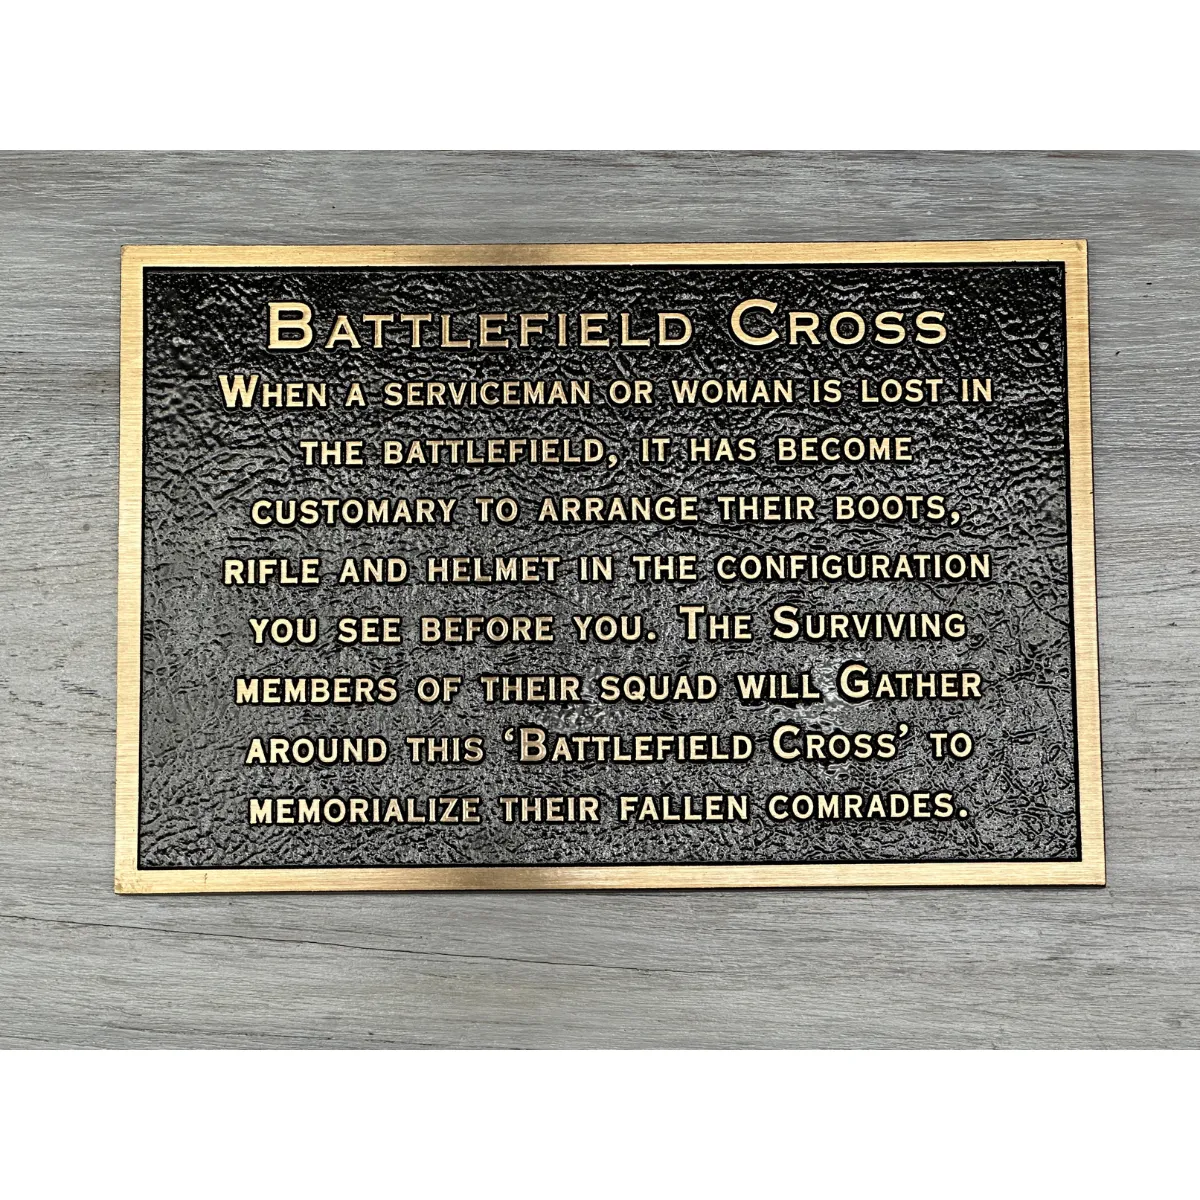 Battlefield Cross
When a serviceman or woman is lost in
the battlefield, it has become
customary to arrange their boots,
rifle and helmet in the configuration
you see before you. The Surviving
members of their squad will Gather
around this ‘Battlefield Cross’ to
memorialize their fallen comrades.